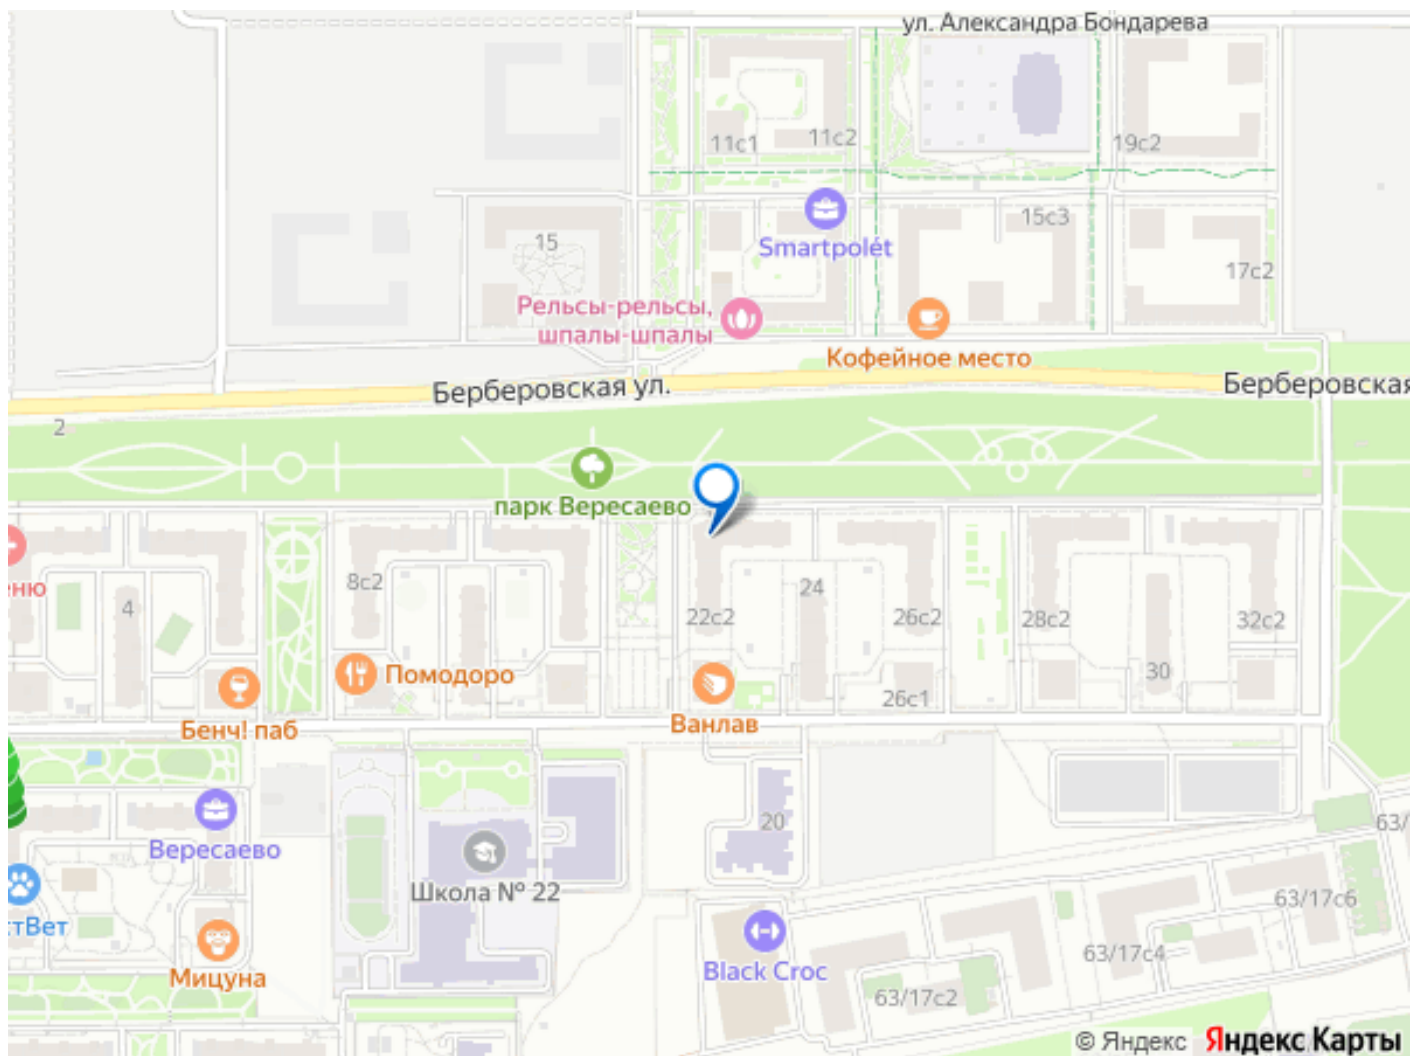 ул. Александра Бондарева
11с1
11с2
19с2
15
15с3
Smartpolét
17с2
Рельсы-рельсы,
шпалы-шпалы
Кофейное место
Берберовская ул.
Берберовская
2
парк Вересаево
4
8с2
22с2
24
26с2
28с2
32с2
ню
Помодоро
26с1
30
Бенч! паб
Ванлав
Вересаево
20
63/
Школа № 22
63/17с6
тВет
Мицуна
Black Croc
63/17с4
63/17с2
© Яндекс Яндекс Карты